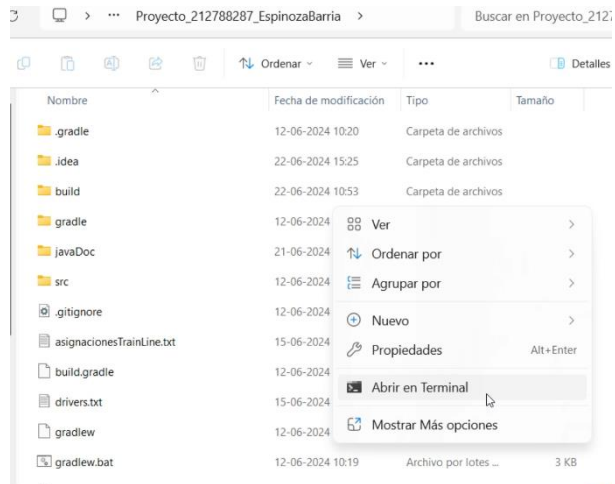 Proyecto_212788287_EspinozaBarria
Buscar en Proyecto_2127
Ordenar
Ver
Detalles
Nombre Fecha de modificación Tipo Tamaño
.gradle 12-06-2024 10:20 Carpeta de archivos
.idea 22-06-2024 15:25 Carpeta de archivos
build 22-06-2024 10:53 Carpeta de archivos
gradle 12-06-2024
Ver
javaDoc 21-06-2024
Ordenar por
src 12-06-2024
Agrupar por
.gitignore 12-06-2024
Nuevo
asignacionesTrainLine.txt 15-06-2024
Propiedades Alt+Enter
build.gradle 12-06-2024
Abrir en Terminal
drivers.txt 15-06-2024
Mostrar Más opciones
gradlew 12-06-2024
gradlew.bat 12-06-2024 10:19 Archivo por lotes ... 3 KB